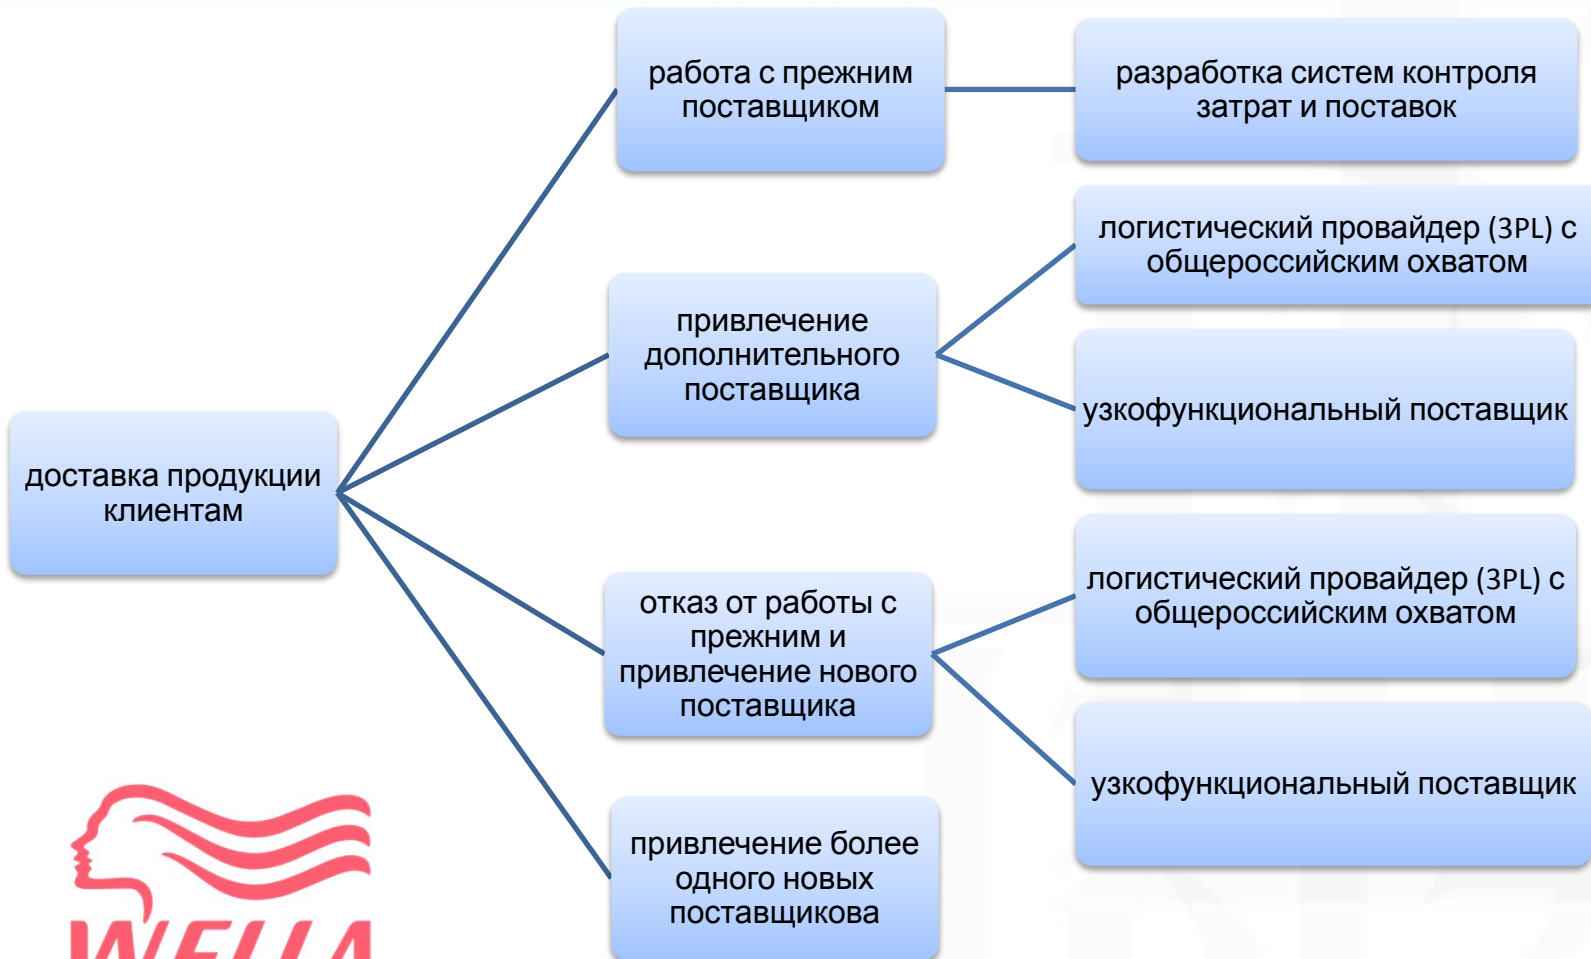 работа с прежним
поставщиком
разработка систем контроля
затрат и поставок
логистический провайдер (3PL) с
общероссийским охватом
привлечение
дополнительного
поставщика
узкофункциональный поставщик
доставка продукции
клиентам
логистический провайдер (3PL) с
общероссийским охватом
отказ от работы с
прежним и
привлечение нового
поставщика
узкофункциональный поставщик
привлечение более
одного новых
поставщикова
WELLA